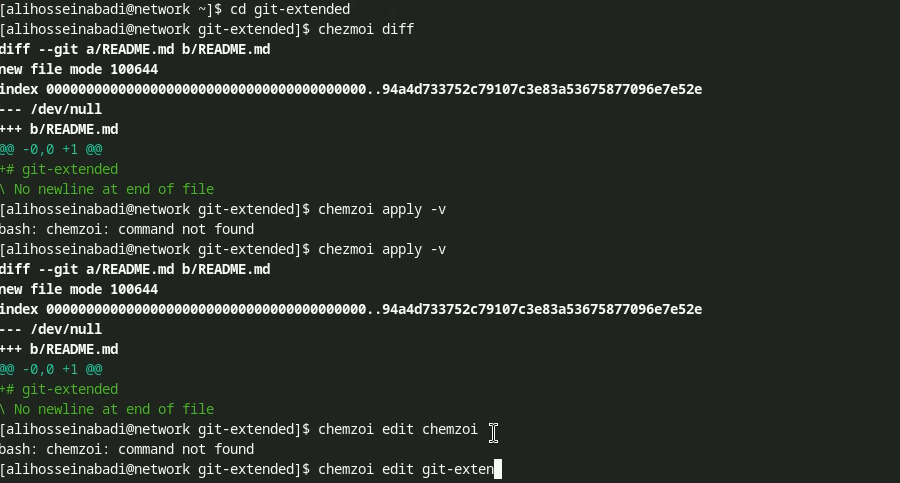 [alihosseinabadi@network ~]$ cd git-extended
[alihosseinabadi@network git-extended]$ chezmoi diff
diff --git a/README.md b/README.md
new file mode 100644
index 0000000000000000000000000000000000000000..94a4d733752c79107c3e83a53675877096e7e52e
--- /dev/null
+++ b/README.md
@@ -0,0 +1 @@
+# git-extended
\ No newline at end of file
[alihosseinabadi@network git-extended]$ chemzoi apply -v
bash: chemzoi: command not found
[alihosseinabadi@network git-extended]$ chezmoi apply -v
diff --git a/README.md b/README.md
new file mode 100644
index 0000000000000000000000000000000000000000..94a4d733752c79107c3e83a53675877096e7e52e
--- /dev/null
+++ b/README.md
@@ -0,0 +1 @@
+# git-extended
\ No newline at end of file
[alihosseinabadi@network git-extended]$ chemzoi edit chemzoi
bash: chemzoi: command not found
[alihosseinabadi@network git-extended]$ chemzoi edit git-exten